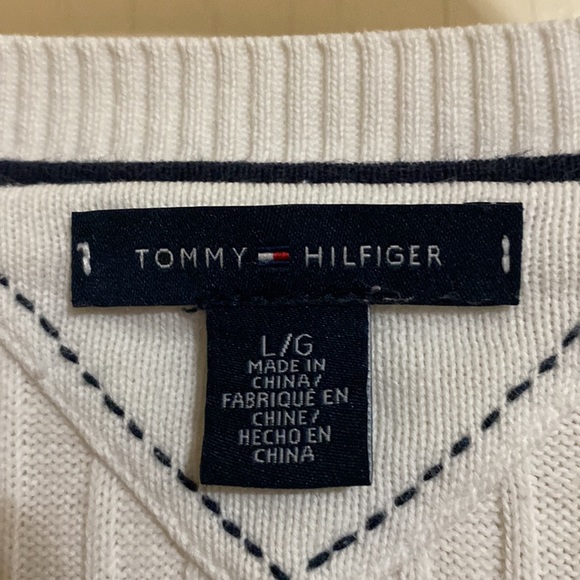 TOMMY HILFIGER
L/G
MADE IN
CHINA/
FABRIQUÉ EN
CHINE/
HECHO EN
CHINA